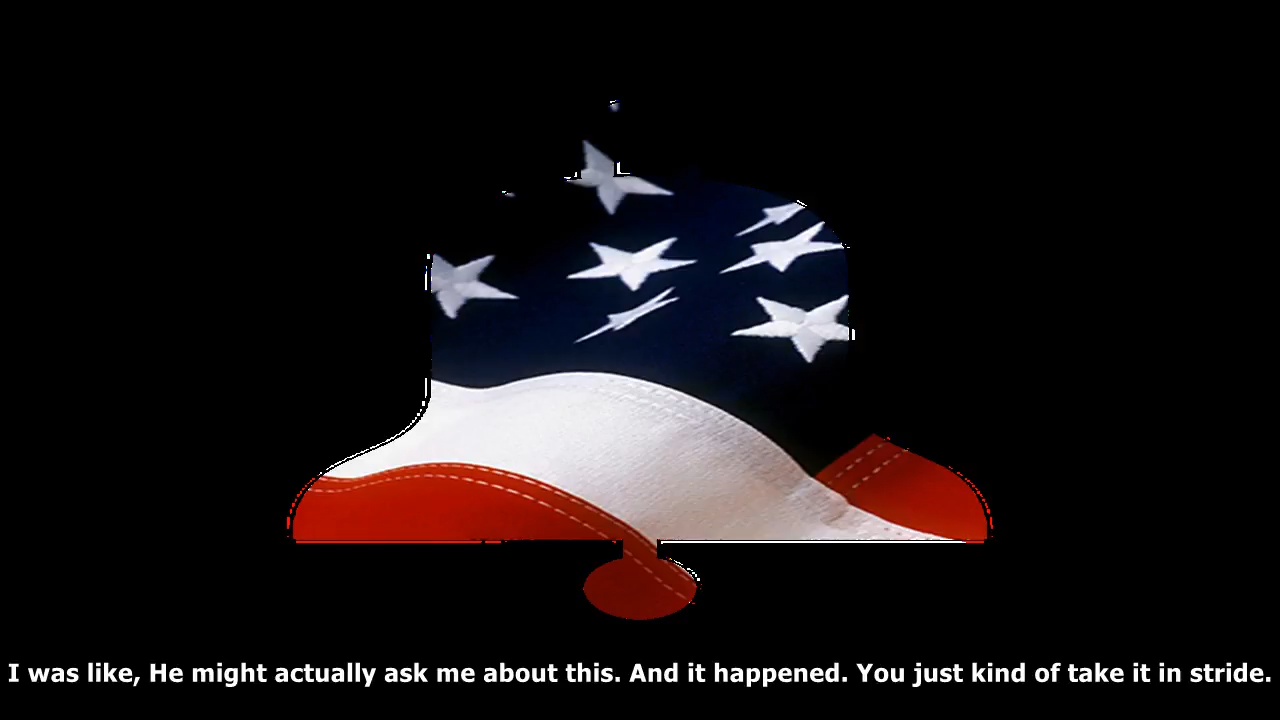 I was like, He might actually ask me about this. And it happened. You just kind of take it in stride.